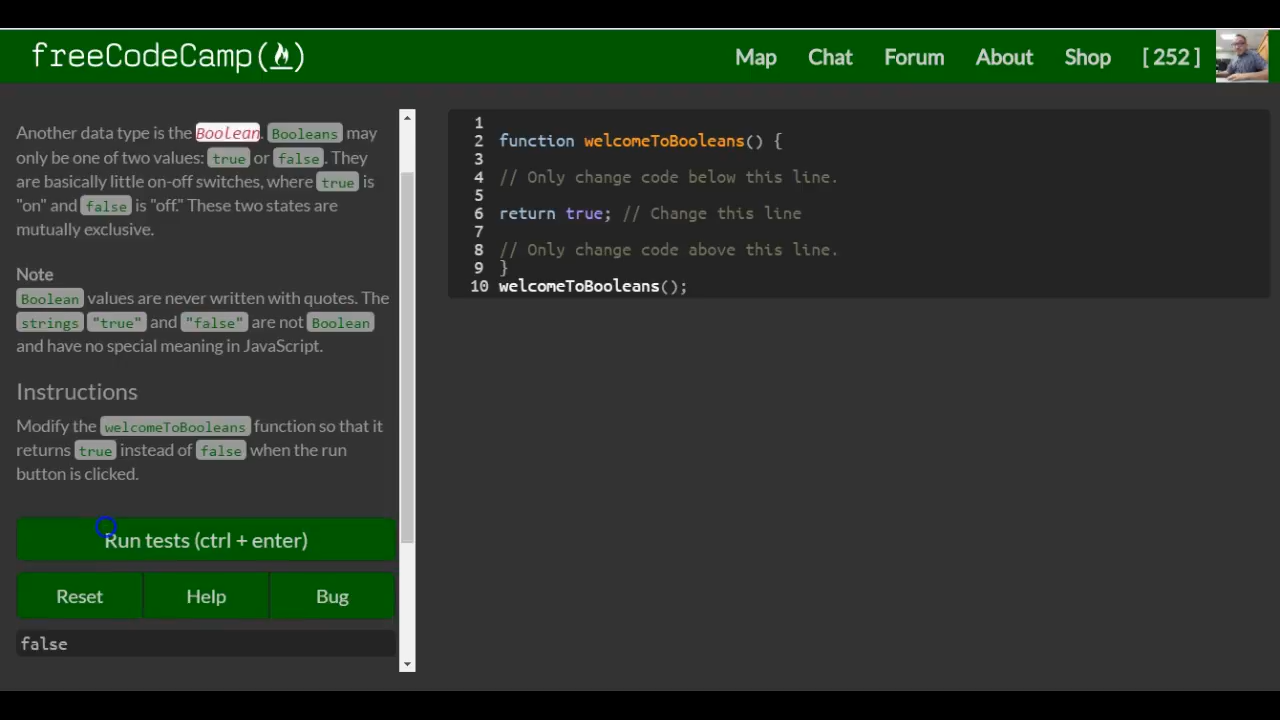 freeCodeCamp(🔥)
Map Chat Forum About Shop [ 252 ]
Another data type is the Boolean. Booleans may
only be one of two values: true or false. They
are basically little on-off switches, where true is
"on" and false is "off." These two states are
mutually exclusive.
Note
Boolean values are never written with quotes. The
strings "true" and "false" are not Boolean
and have no special meaning in JavaScript.
Instructions
Modify the welcomeToBooleans function so that it
returns true instead of false when the run
button is clicked.
Run tests (ctrl + enter)
Reset Help Bug
false
1
2 function welcomeToBooleans() {
3
4 // Only change code below this line.
5
6 return true; // Change this line
7
8 // Only change code above this line.
9 }
10 welcomeToBooleans();